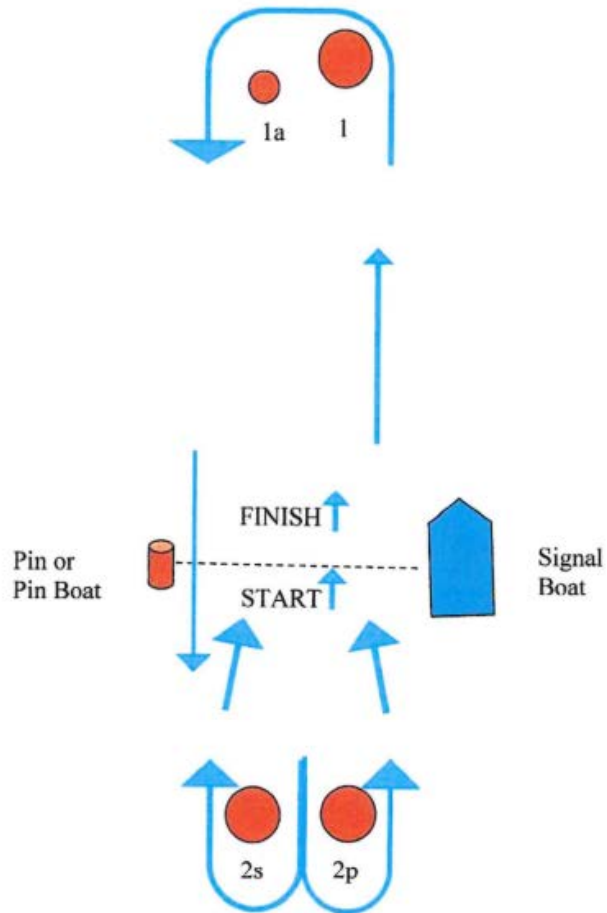 1a
1
FINISH
Pin or
Pin Boat
START
Signal
Boat
2s
2p